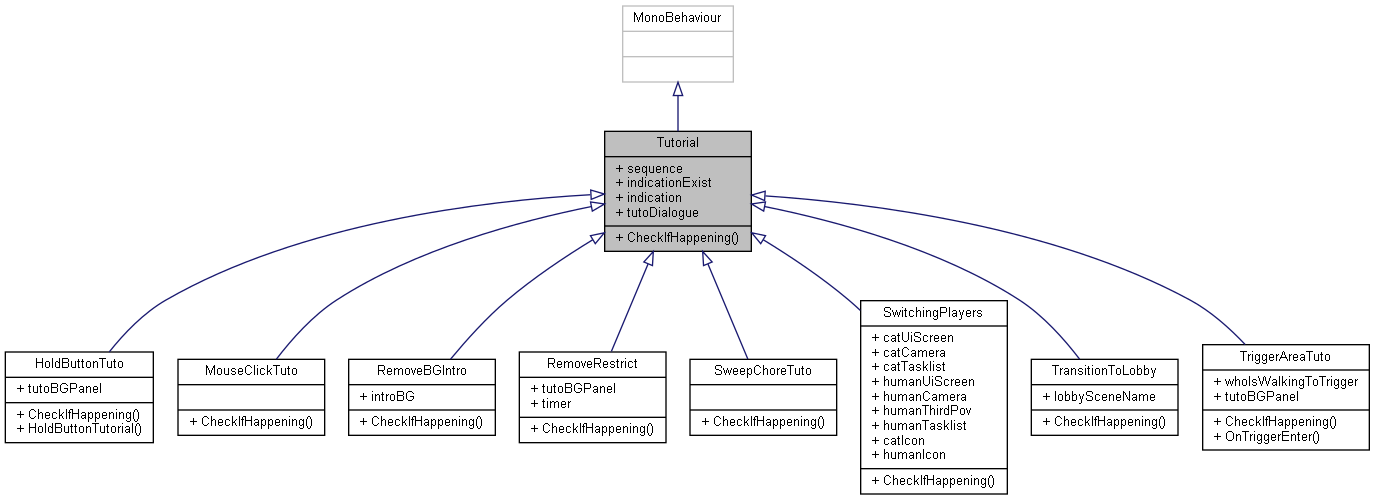 MonoBehaviour
Tutorial
+ sequence
+ indicationExist
+ indication
+ tutoDialogue
+ CheckIfHappening()
HoldButtonTuto
+ tutoBGPanel
+ CheckIfHappening()
+ HoldButtonTutorial()
MouseClickTuto
+ CheckIfHappening()
RemoveBGIntro
+ introBG
+ CheckIfHappening()
RemoveRestrict
+ tutoBGPanel
+ timer
+ CheckIfHappening()
SweepChoreTuto
+ CheckIfHappening()
SwitchingPlayers
+ catUiScreen
+ catCamera
+ catTasklist
+ humanUiScreen
+ humanCamera
+ humanThirdPov
+ humanTasklist
+ catIcon
+ humanIcon
+ CheckIfHappening()
TransitionToLobby
+ lobbySceneName
+ CheckIfHappening()
TriggerAreaTuto
+ whoIsWalkingToTrigger
+ tutoBGPanel
+ CheckIfHappening()
+ OnTriggerEnter()